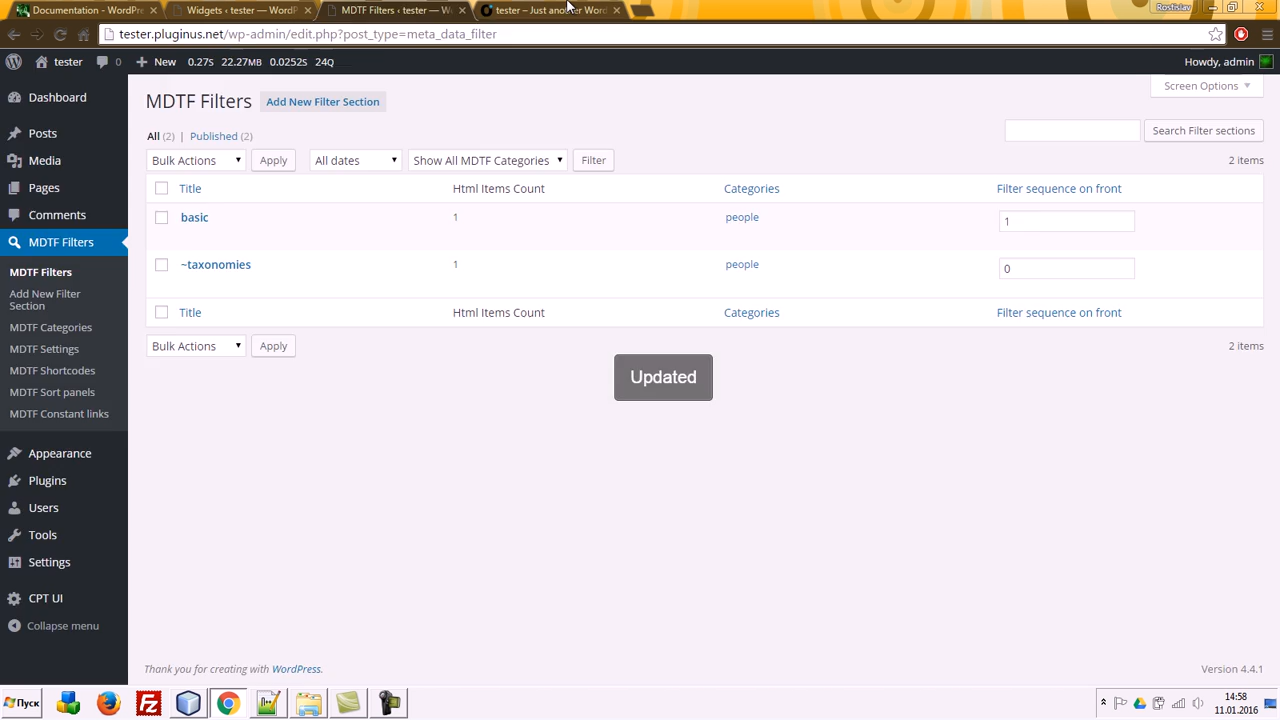 Documentation - WordPr
Widgets ‹ tester — WordP
MDTF Filters ‹ tester — W
tester – Just another Word
Rostislav
tester.pluginus.net/wp-admin/edit.php?post_type=meta_data_filter
tester 0 New 0.27s 22.27MB 0.0252s 24Q
Howdy, admin
Dashboard
Posts
Media
Pages
Comments
MDTF Filters
MDTF Filters
Add New Filter
Section
MDTF Categories
MDTF Settings
MDTF Shortcodes
MDTF Sort panels
MDTF Constant links
Appearance
Plugins
Users
Tools
Settings
CPT UI
Collapse menu
Screen Options
MDTF Filters Add New Filter Section
All (2) | Published (2)
Search Filter sections
Bulk Actions Apply All dates Show All MDTF Categories Filter 2 items
Title Html Items Count Categories Filter sequence on front
basic 1 people 1
~taxonomies 1 people 0
Title Html Items Count Categories Filter sequence on front
Bulk Actions Apply 2 items
Updated
Thank you for creating with WordPress. Version 4.4.1
Пуск
14:58
11.01.2016